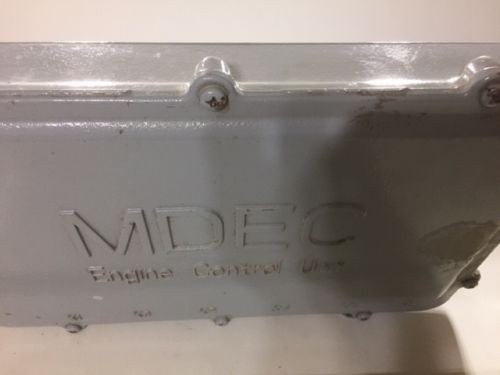 MDEC
Engine Control Unit